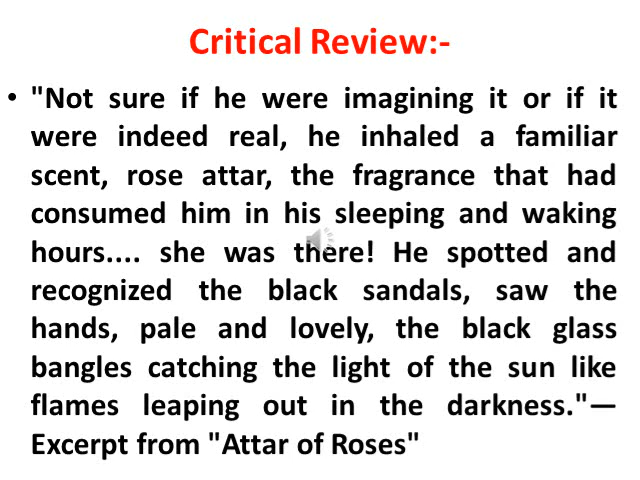 Critical Review:-
• "Not sure if he were imagining it or if it
were indeed real, he inhaled a familiar
scent, rose attar, the fragrance that had
consumed him in his sleeping and waking
hours.... she was there! He spotted and
recognized the black sandals, saw the
hands, pale and lovely, the black glass
bangles catching the light of the sun like
flames leaping out in the darkness."—
Excerpt from "Attar of Roses"